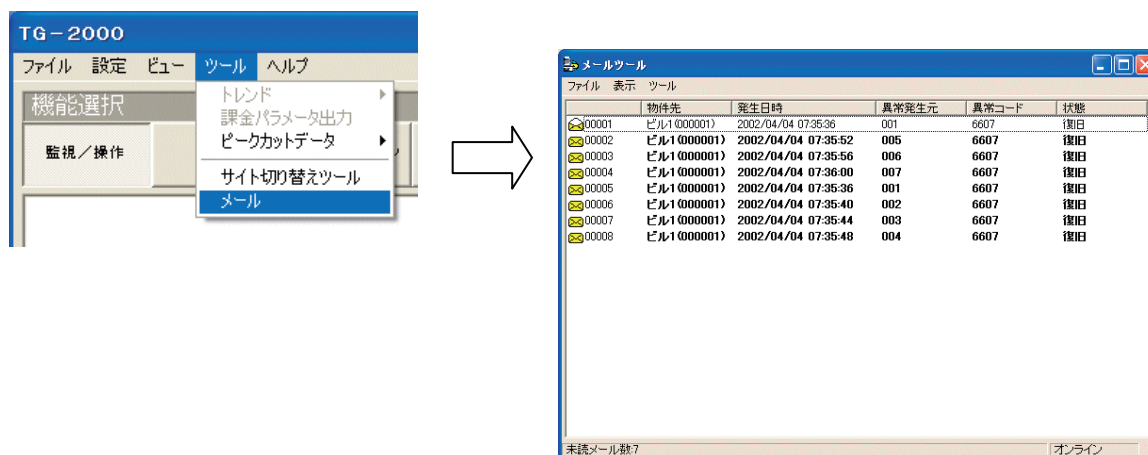 TG－2000
ファイル 設定 ビュー ツール ヘルプ
機能選択
監視／操作
トレンド
課金パラメータ出力
ピークカットデータ
サイト切り替えツール
メール
メールツール
ファイル 表示 ツール
物件先 発生日時 異常発生元 異常コード 状態
00001 ビル1(000001) 2002/04/04 07:35:36 001 6607 復旧
00002 ビル1(000001) 2002/04/04 07:35:52 005 6607 復旧
00003 ビル1(000001) 2002/04/04 07:35:56 006 6607 復旧
00004 ビル1(000001) 2002/04/04 07:36:00 007 6607 復旧
00005 ビル1(000001) 2002/04/04 07:35:36 001 6607 復旧
00006 ビル1(000001) 2002/04/04 07:35:40 002 6607 復旧
00007 ビル1(000001) 2002/04/04 07:35:44 003 6607 復旧
00008 ビル1(000001) 2002/04/04 07:35:48 004 6607 復旧
未読メール数:7 オンライン